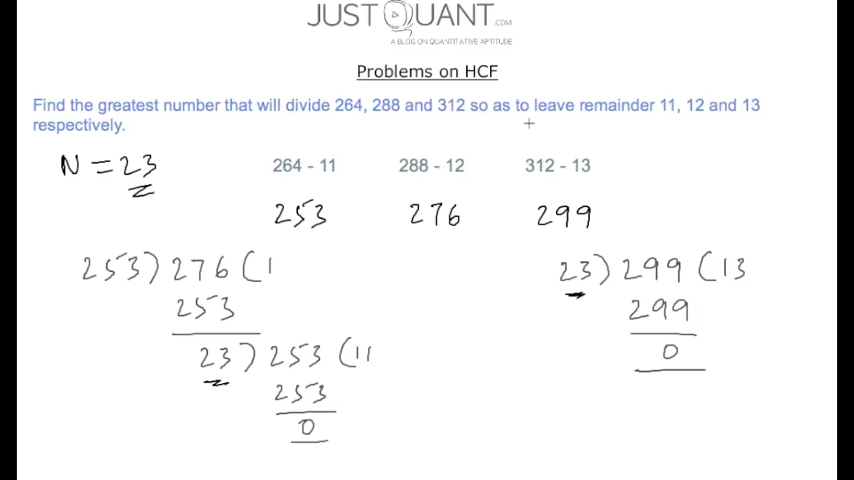 JUST QUANT.COM
A BLOG ON QUANTITATIVE APTITUDE
Problems on HCF
Find the greatest number that will divide 264, 288 and 312 so as to leave remainder 11, 12 and 13
respectively.
N = 23
264 - 11 288 - 12 312 - 13
253 276 299
253) 276 (1
253
23) 253 (11
253
0
23) 299 (13
299
0